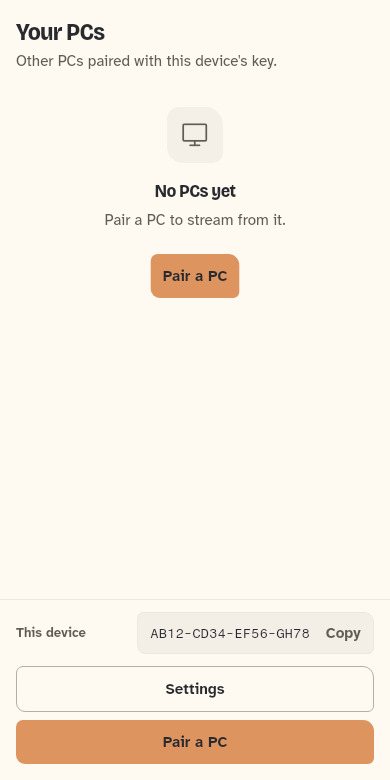 Your PCs
Other PCs paired with this device's key.
No PCs yet
Pair a PC to stream from it.
Pair a PC
This device
AB12-CD34-EF56-GH78
Copy
Settings
Pair a PC